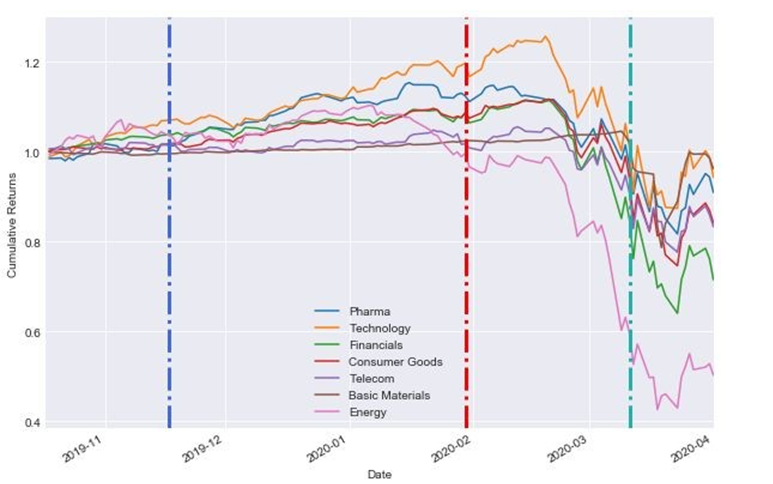 1.2
1.0
0.8
0.6
0.4
Cumulative Returns
Pharma
Technology
Financials
Consumer Goods
Telecom
Basic Materials
Energy
2019-11
2019-12
2020-01
2020-02
2020-03
2020-04
Date